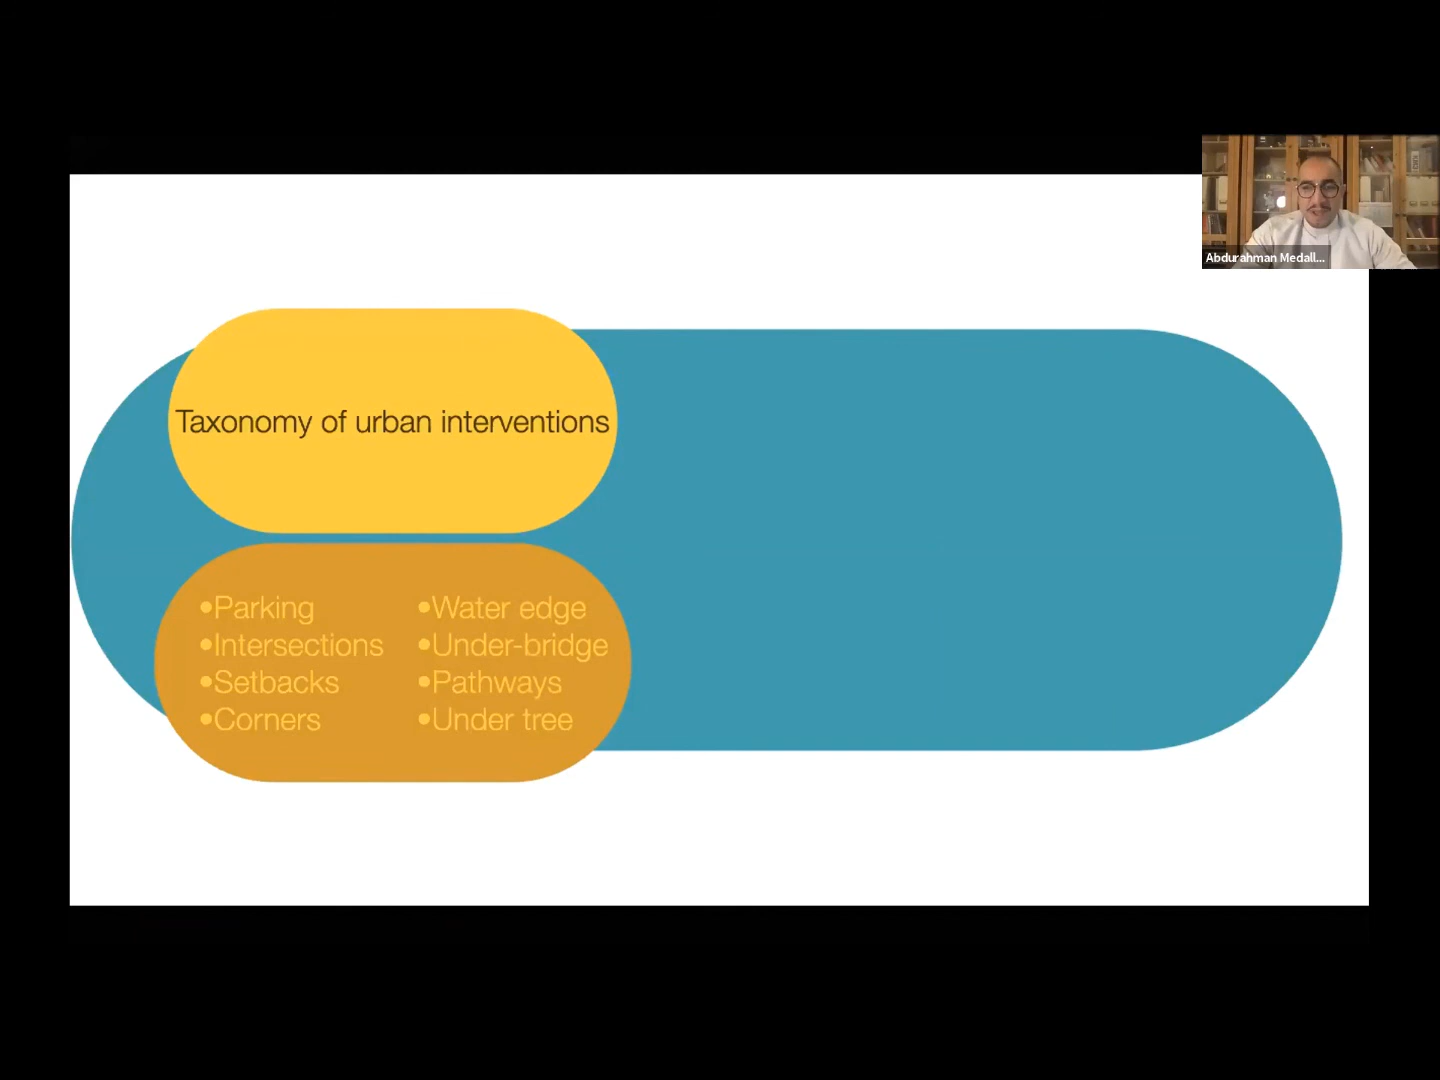 Abdurahman Medall...
Taxonomy of urban interventions
•Parking
•Intersections
•Setbacks
•Corners
•Water edge
•Under-bridge
•Pathways
•Under tree